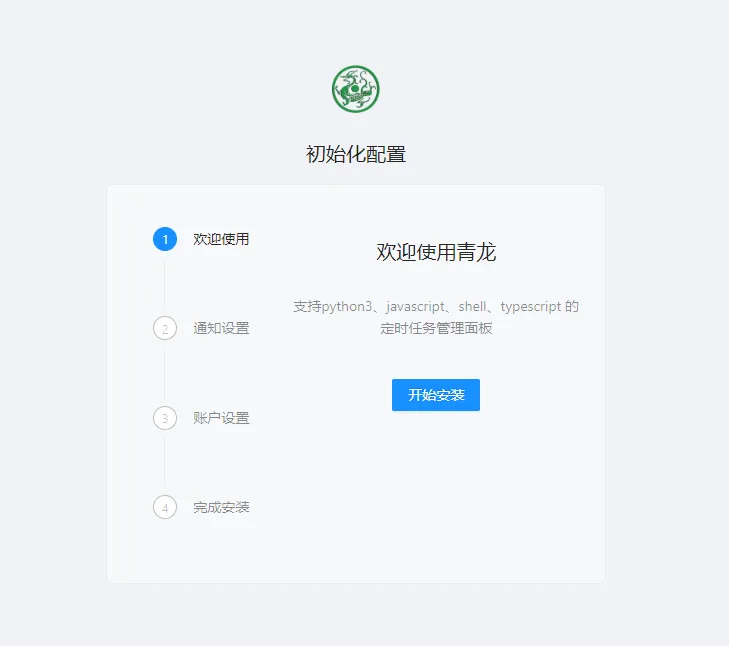 初始化配置
1 欢迎使用
2 通知设置
3 账户设置
4 完成安装
欢迎使用青龙
支持python3、javascript、shell、typescript 的
定时任务管理面板
开始安装